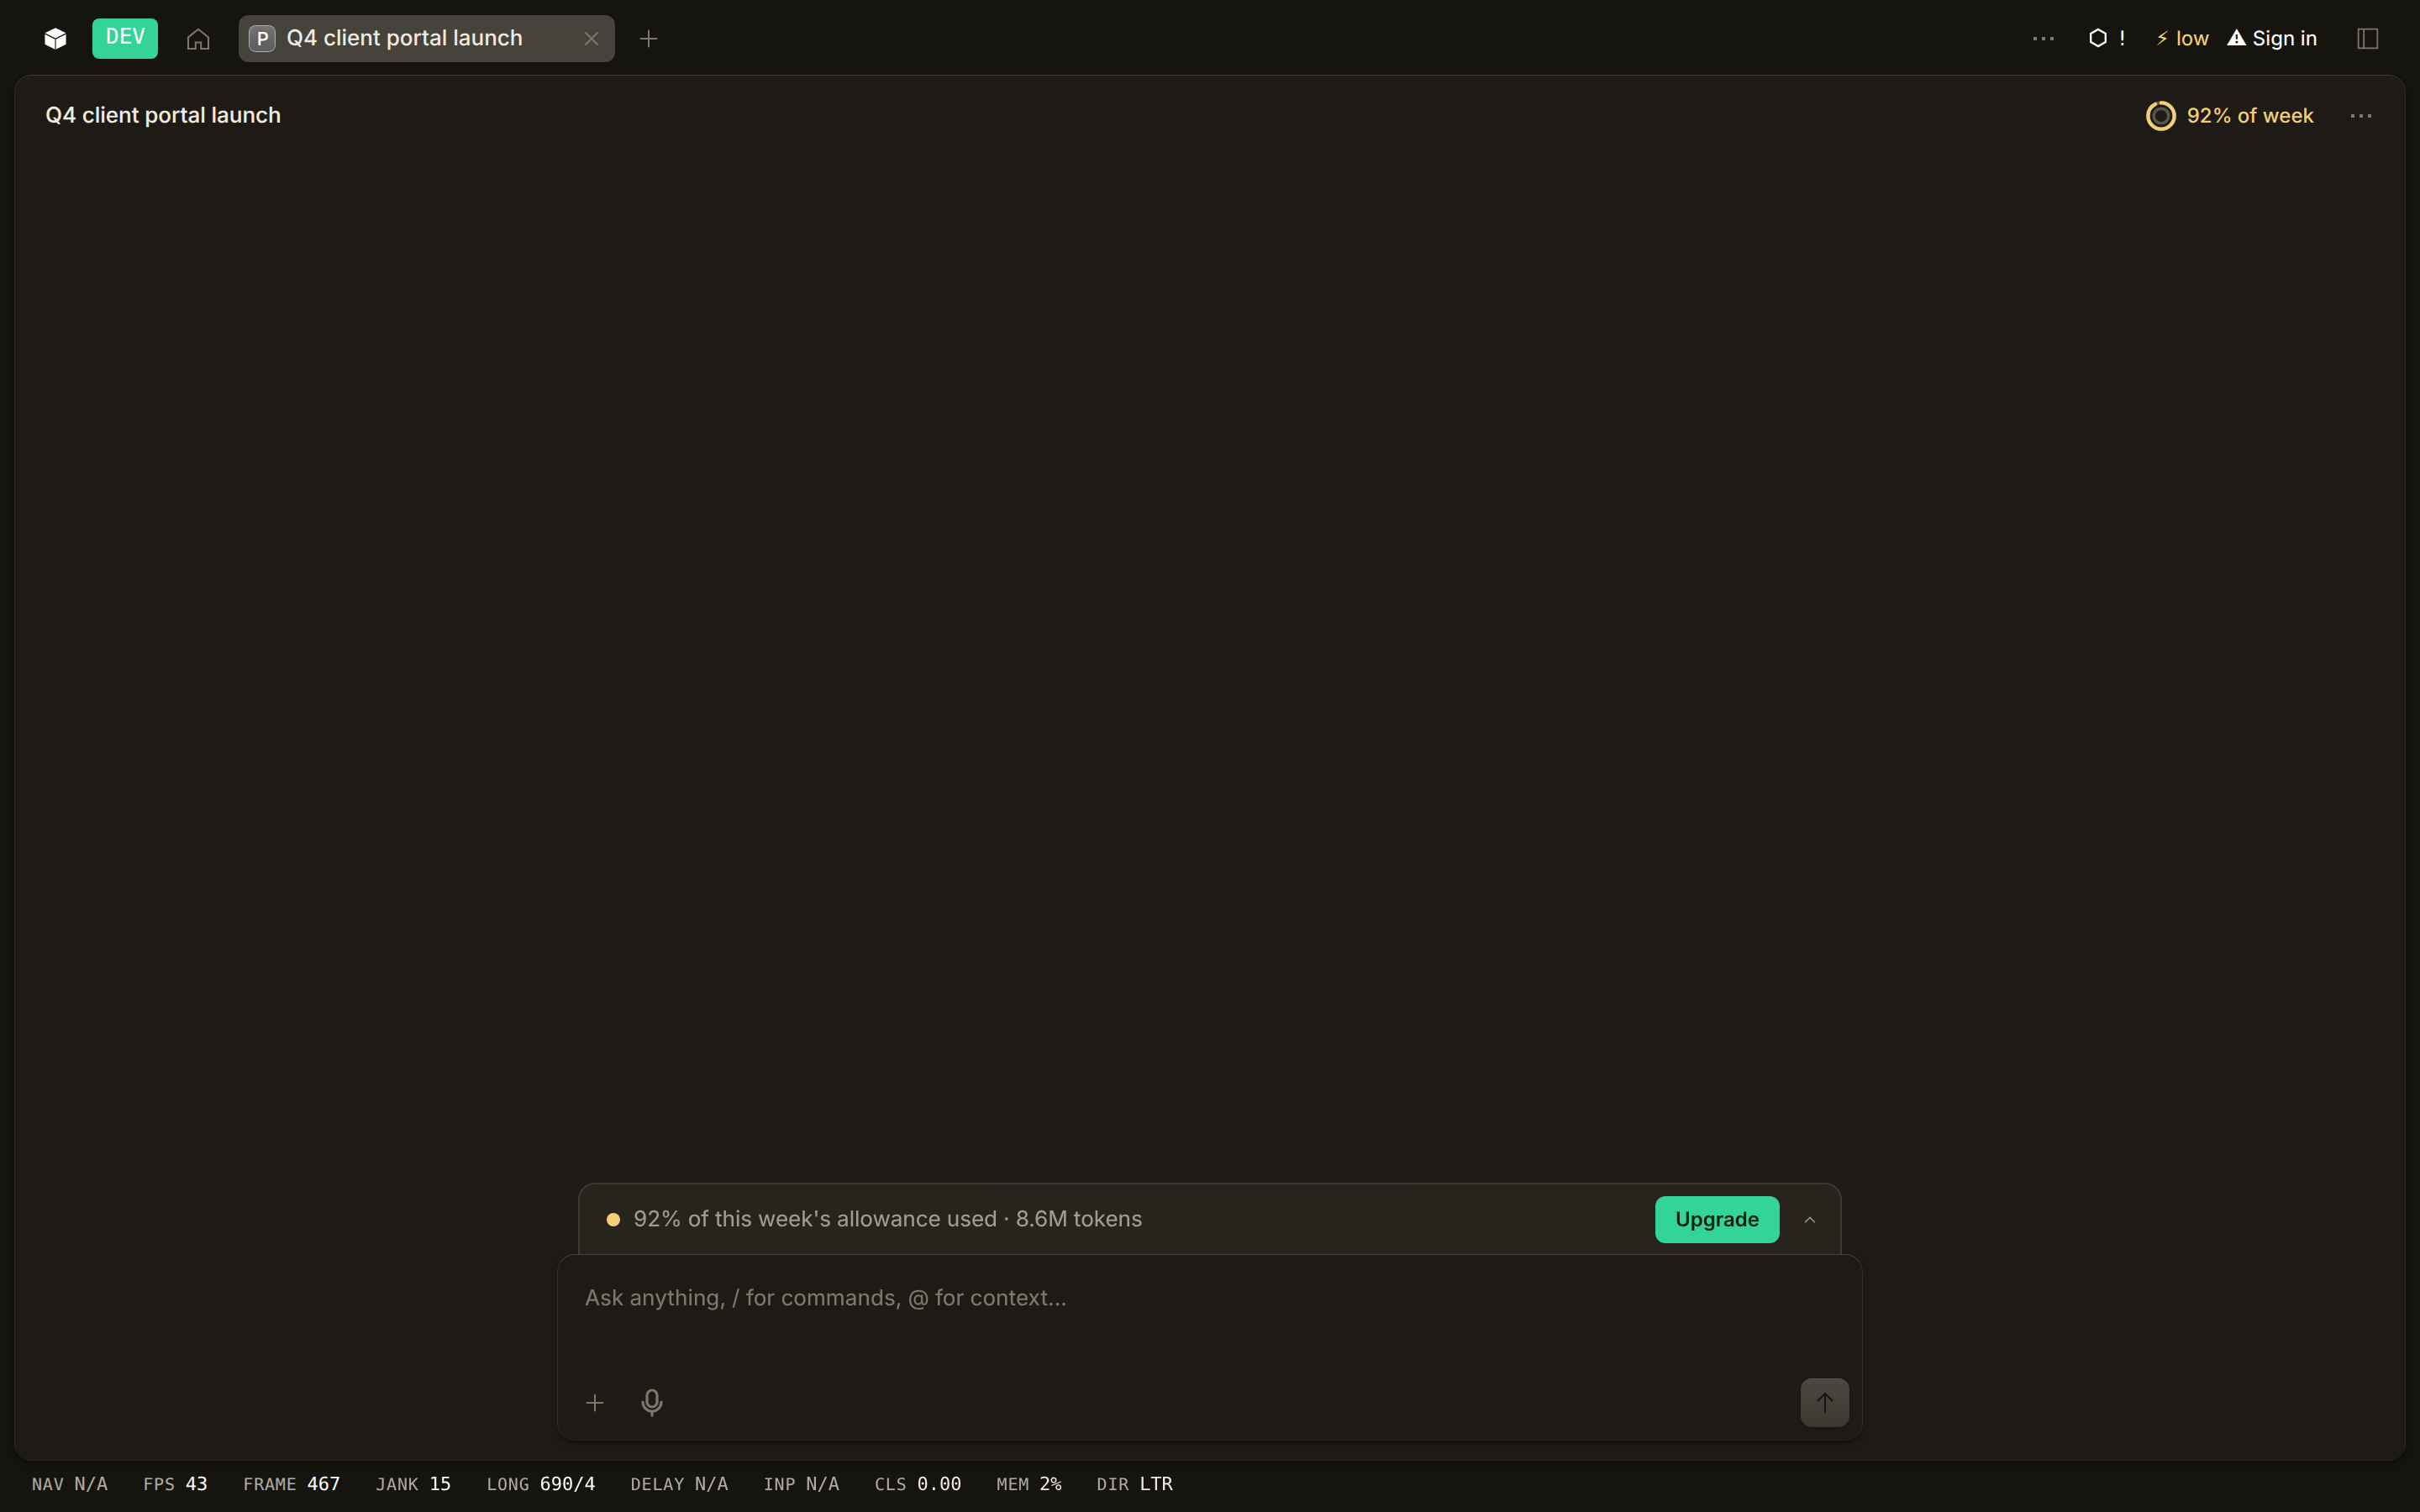 DEV
P Q4 client portal launch
! ⚡ low ⚠ Sign in
Q4 client portal launch
92% of week
92% of this week's allowance used · 8.6M tokens
Upgrade
Ask anything, / for commands, @ for context...
NAV N/A FPS 43 FRAME 467 JANK 15 LONG 690/4 DELAY N/A INP N/A CLS 0.00 MEM 2% DIR LTR